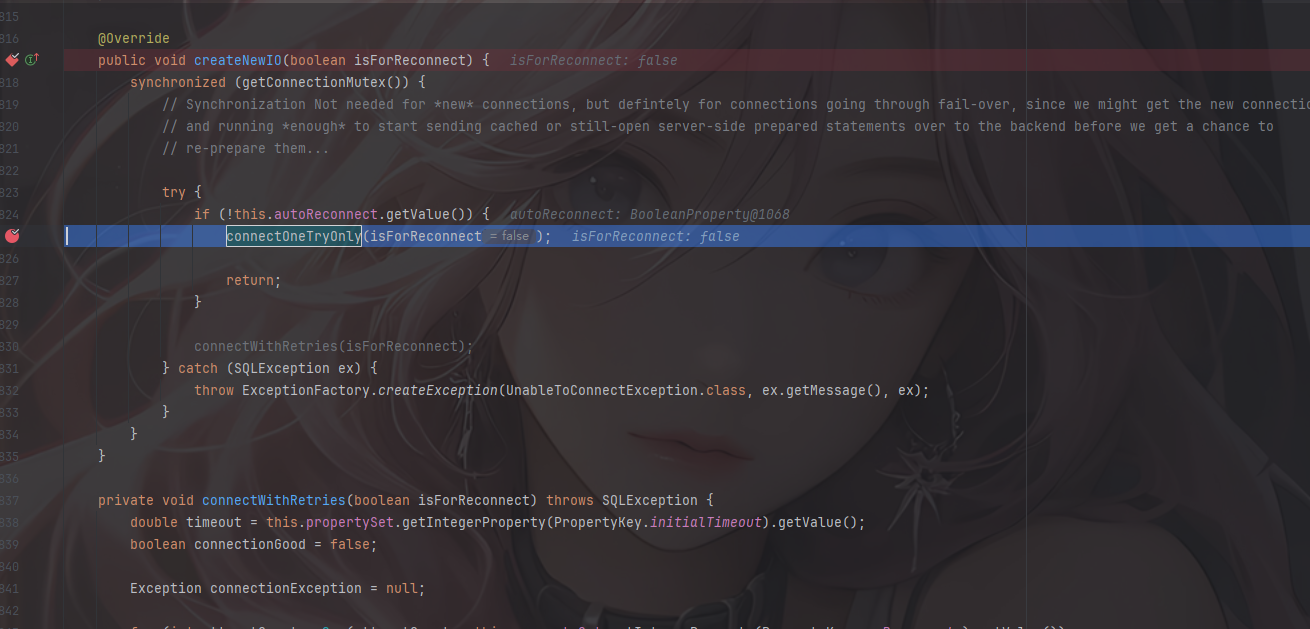 815
816 @Override
public void createNewIO(boolean isForReconnect) { isForReconnect: false
818 synchronized (getConnectionMutex()) {
819 // Synchronization Not needed for *new* connections, but defintely for connections going through fail-over, since we might get the new connectio
820 // and running *enough* to start sending cached or still-open server-side prepared statements over to the backend before we get a chance to
821 // re-prepare them...
822
823 try {
824 if (!this.autoReconnect.getValue()) { autoReconnect: BooleanProperty@1068
connectOneTryOnly(isForReconnect = false ); isForReconnect: false
826
827 return;
828 }
829
830 connectWithRetries(isForReconnect);
831 } catch (SQLException ex) {
832 throw ExceptionFactory.createException(UnableToConnectException.class, ex.getMessage(), ex);
833 }
834 }
835 }
836
837 private void connectWithRetries(boolean isForReconnect) throws SQLException {
838 double timeout = this.propertySet.getIntegerProperty(PropertyKey.initialTimeout).getValue();
839 boolean connectionGood = false;
840
841 Exception connectionException = null;
842